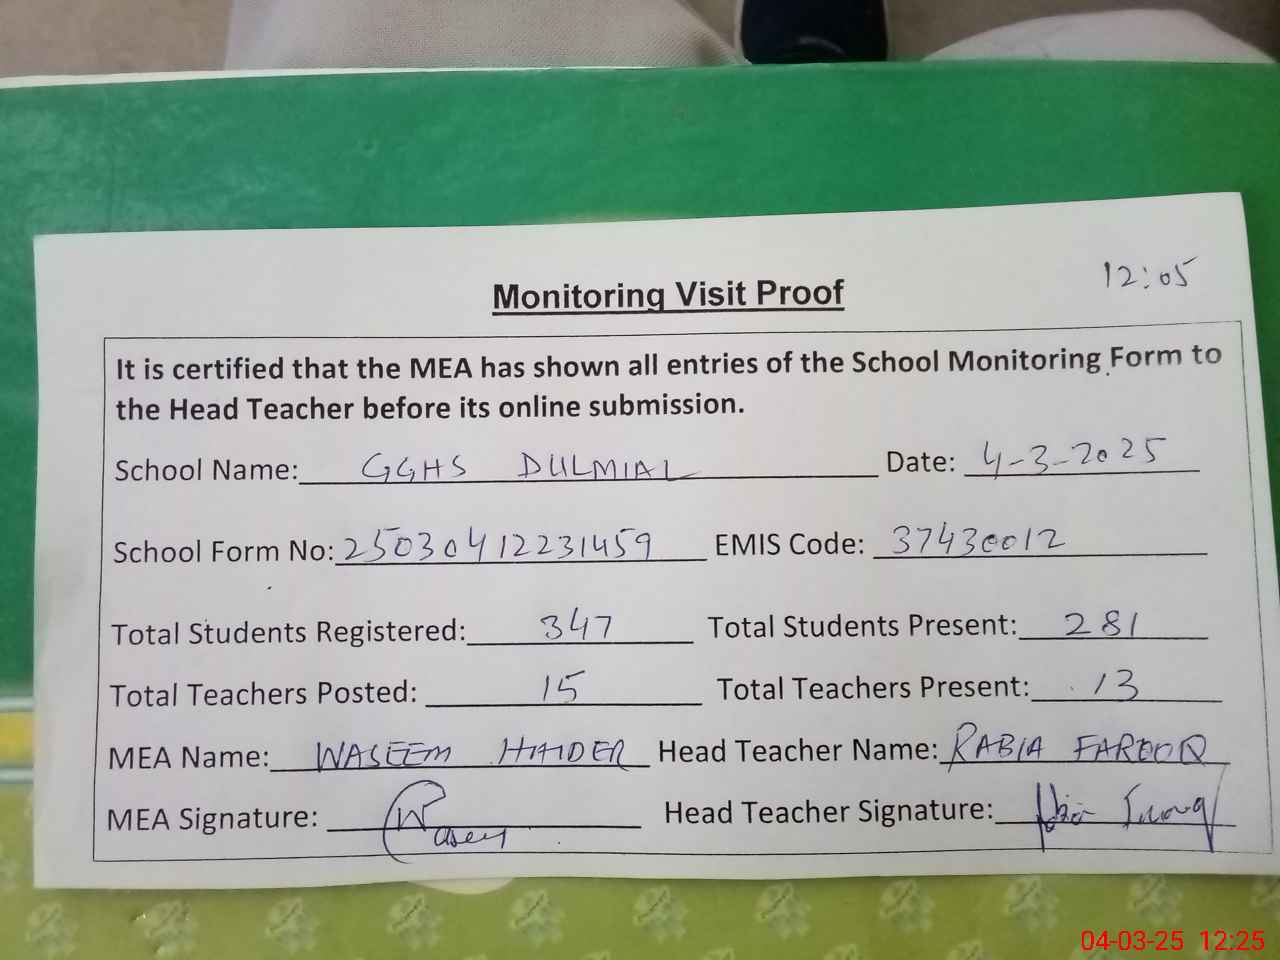 12:05
Monitoring Visit Proof
It is certified that the MEA has shown all entries of the School Monitoring Form to
the Head Teacher before its online submission.
School Name: GGHS DULMIAL Date: 4-3-2025
School Form No: 25030412231459 EMIS Code: 37430012
Total Students Registered: 347 Total Students Present: 281
Total Teachers Posted: 15 Total Teachers Present: 13
MEA Name: WASEEM HAIDER Head Teacher Name: RABIA FAROOQ
MEA Signature: Head Teacher Signature:
04-03-25 12:25